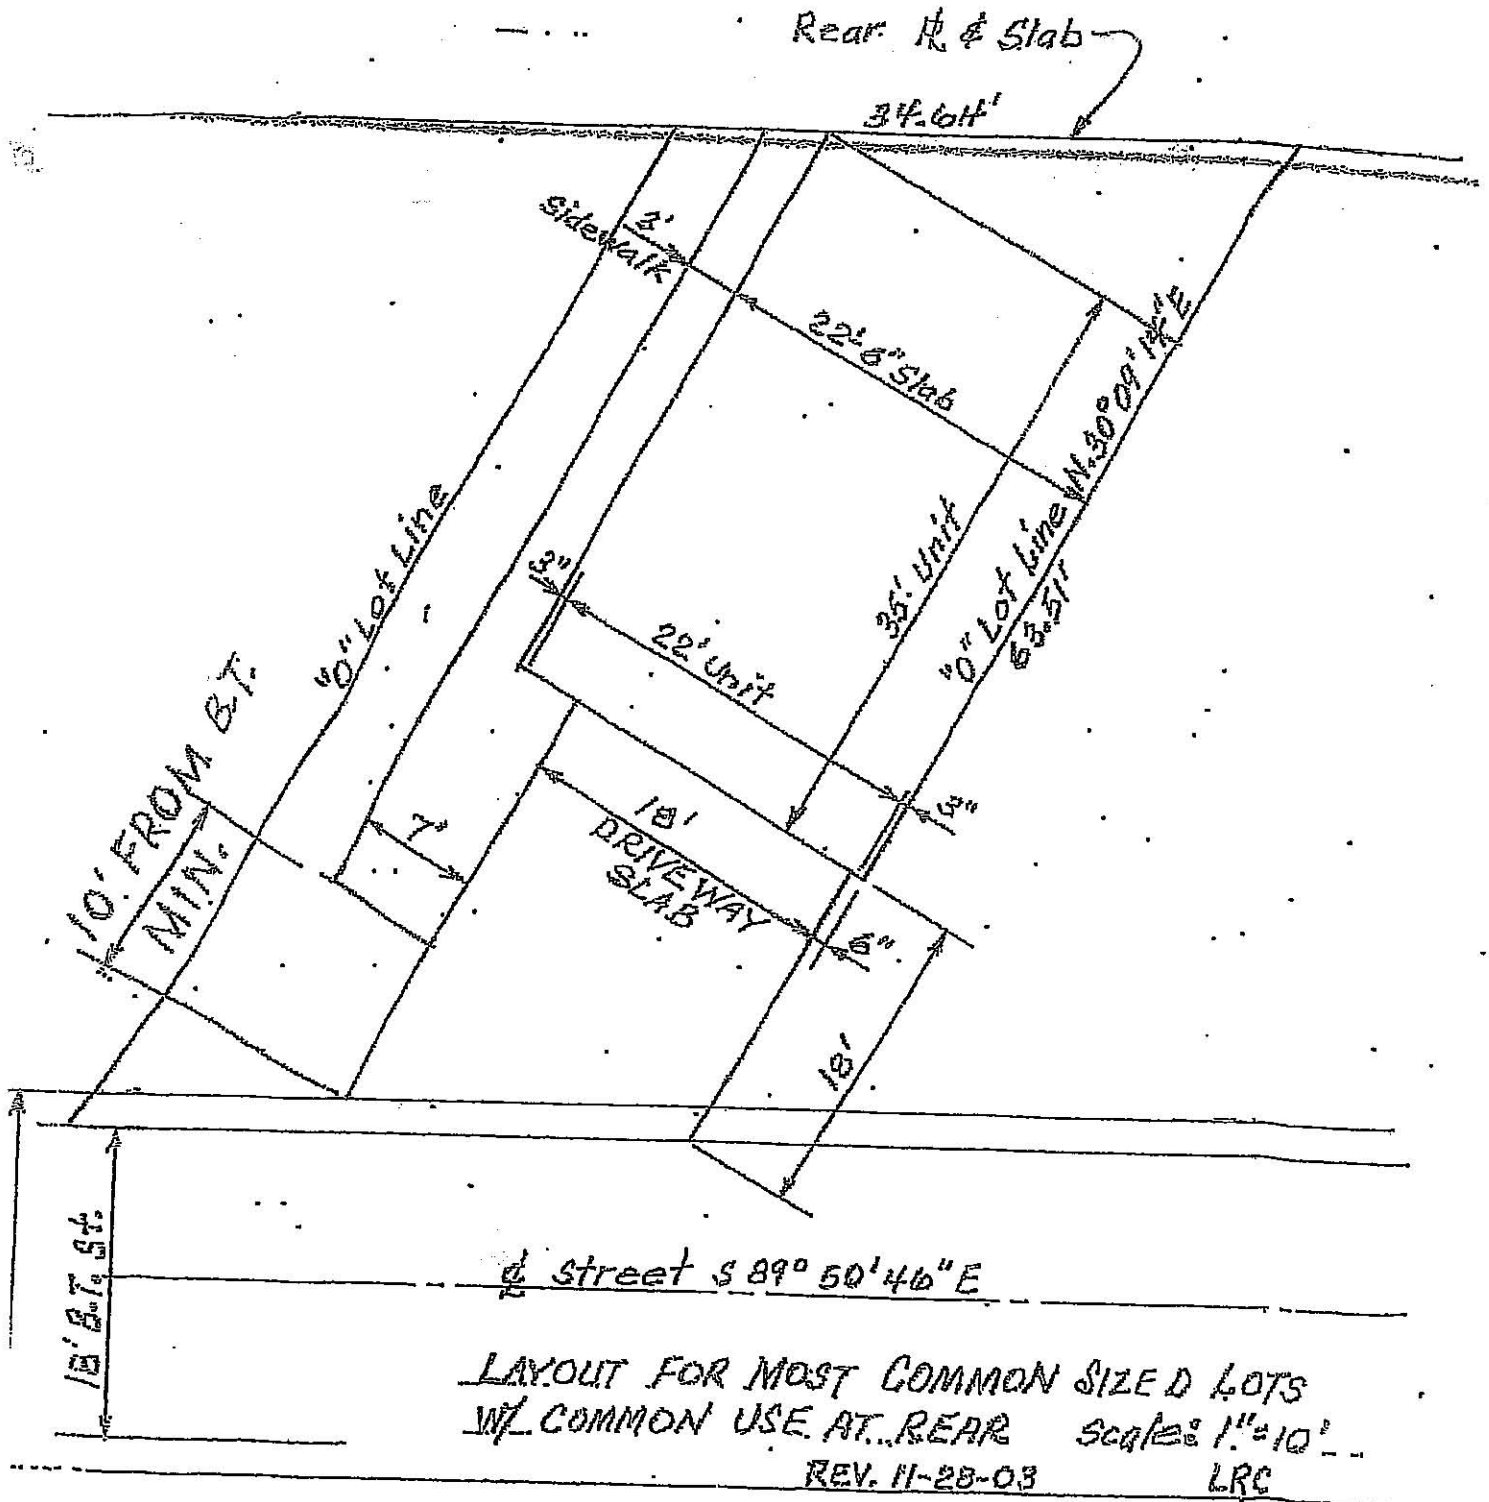 Rear ⅊ & Slab
34.64'
3'
Sidewalk
22'6" Slab
"0" Lot Line N.30°09'14"E
63.51'
35' Unit
"0" Lot Line
3"
22' Unit
3"
10' FROM B.T.
MIN.
7'
18'
DRIVEWAY
SLAB
6"
18'
18' B.T. St.
℄ street S 89° 50' 46" E
LAYOUT FOR MOST COMMON SIZED LOTS
W/ COMMON USE AT REAR scale: 1"=10'
REV. 11-28-03 LRC